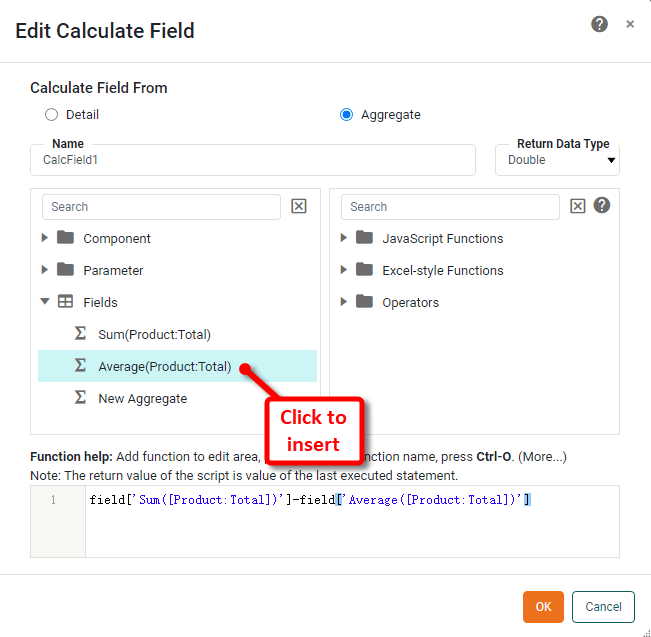 Edit Calculate Field
Calculate Field From
Detail
Aggregate
Name
CalcField1
Return Data Type
Double
Search
Component
Parameter
Fields
Sum(Product:Total)
Average(Product:Total)
New Aggregate
Search
JavaScript Functions
Excel-style Functions
Operators
Click to
insert
Function help: Add function to edit area, nction name, press Ctrl-O. (More...)
Note: The return value of the script is value of the last executed statement.
1 field['Sum([Product:Total])']-field['Average([Product:Total])']
OK
Cancel